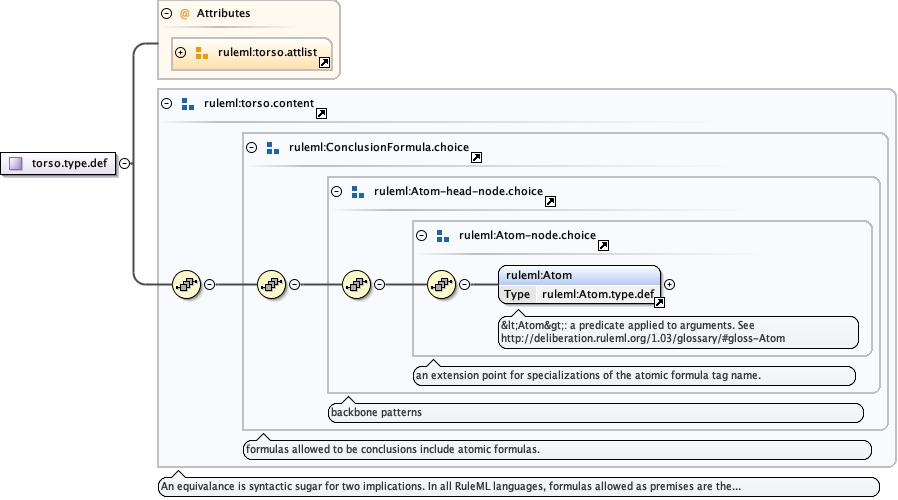 @ Attributes
ruleml:torso.attlist
ruleml:torso.content
ruleml:ConclusionFormula.choice
torso.type.def
ruleml:Atom-head-node.choice
ruleml:Atom-node.choice
ruleml:Atom
Type ruleml:Atom.type.def
&lt;Atom&gt;: a predicate applied to arguments. See
http://deliberation.ruleml.org/1.03/glossary/#gloss-Atom
an extension point for specializations of the atomic formula tag name.
backbone patterns
formulas allowed to be conclusions include atomic formulas.
An equivalance is syntactic sugar for two implications. In all RuleML languages, formulas allowed as premises are the...